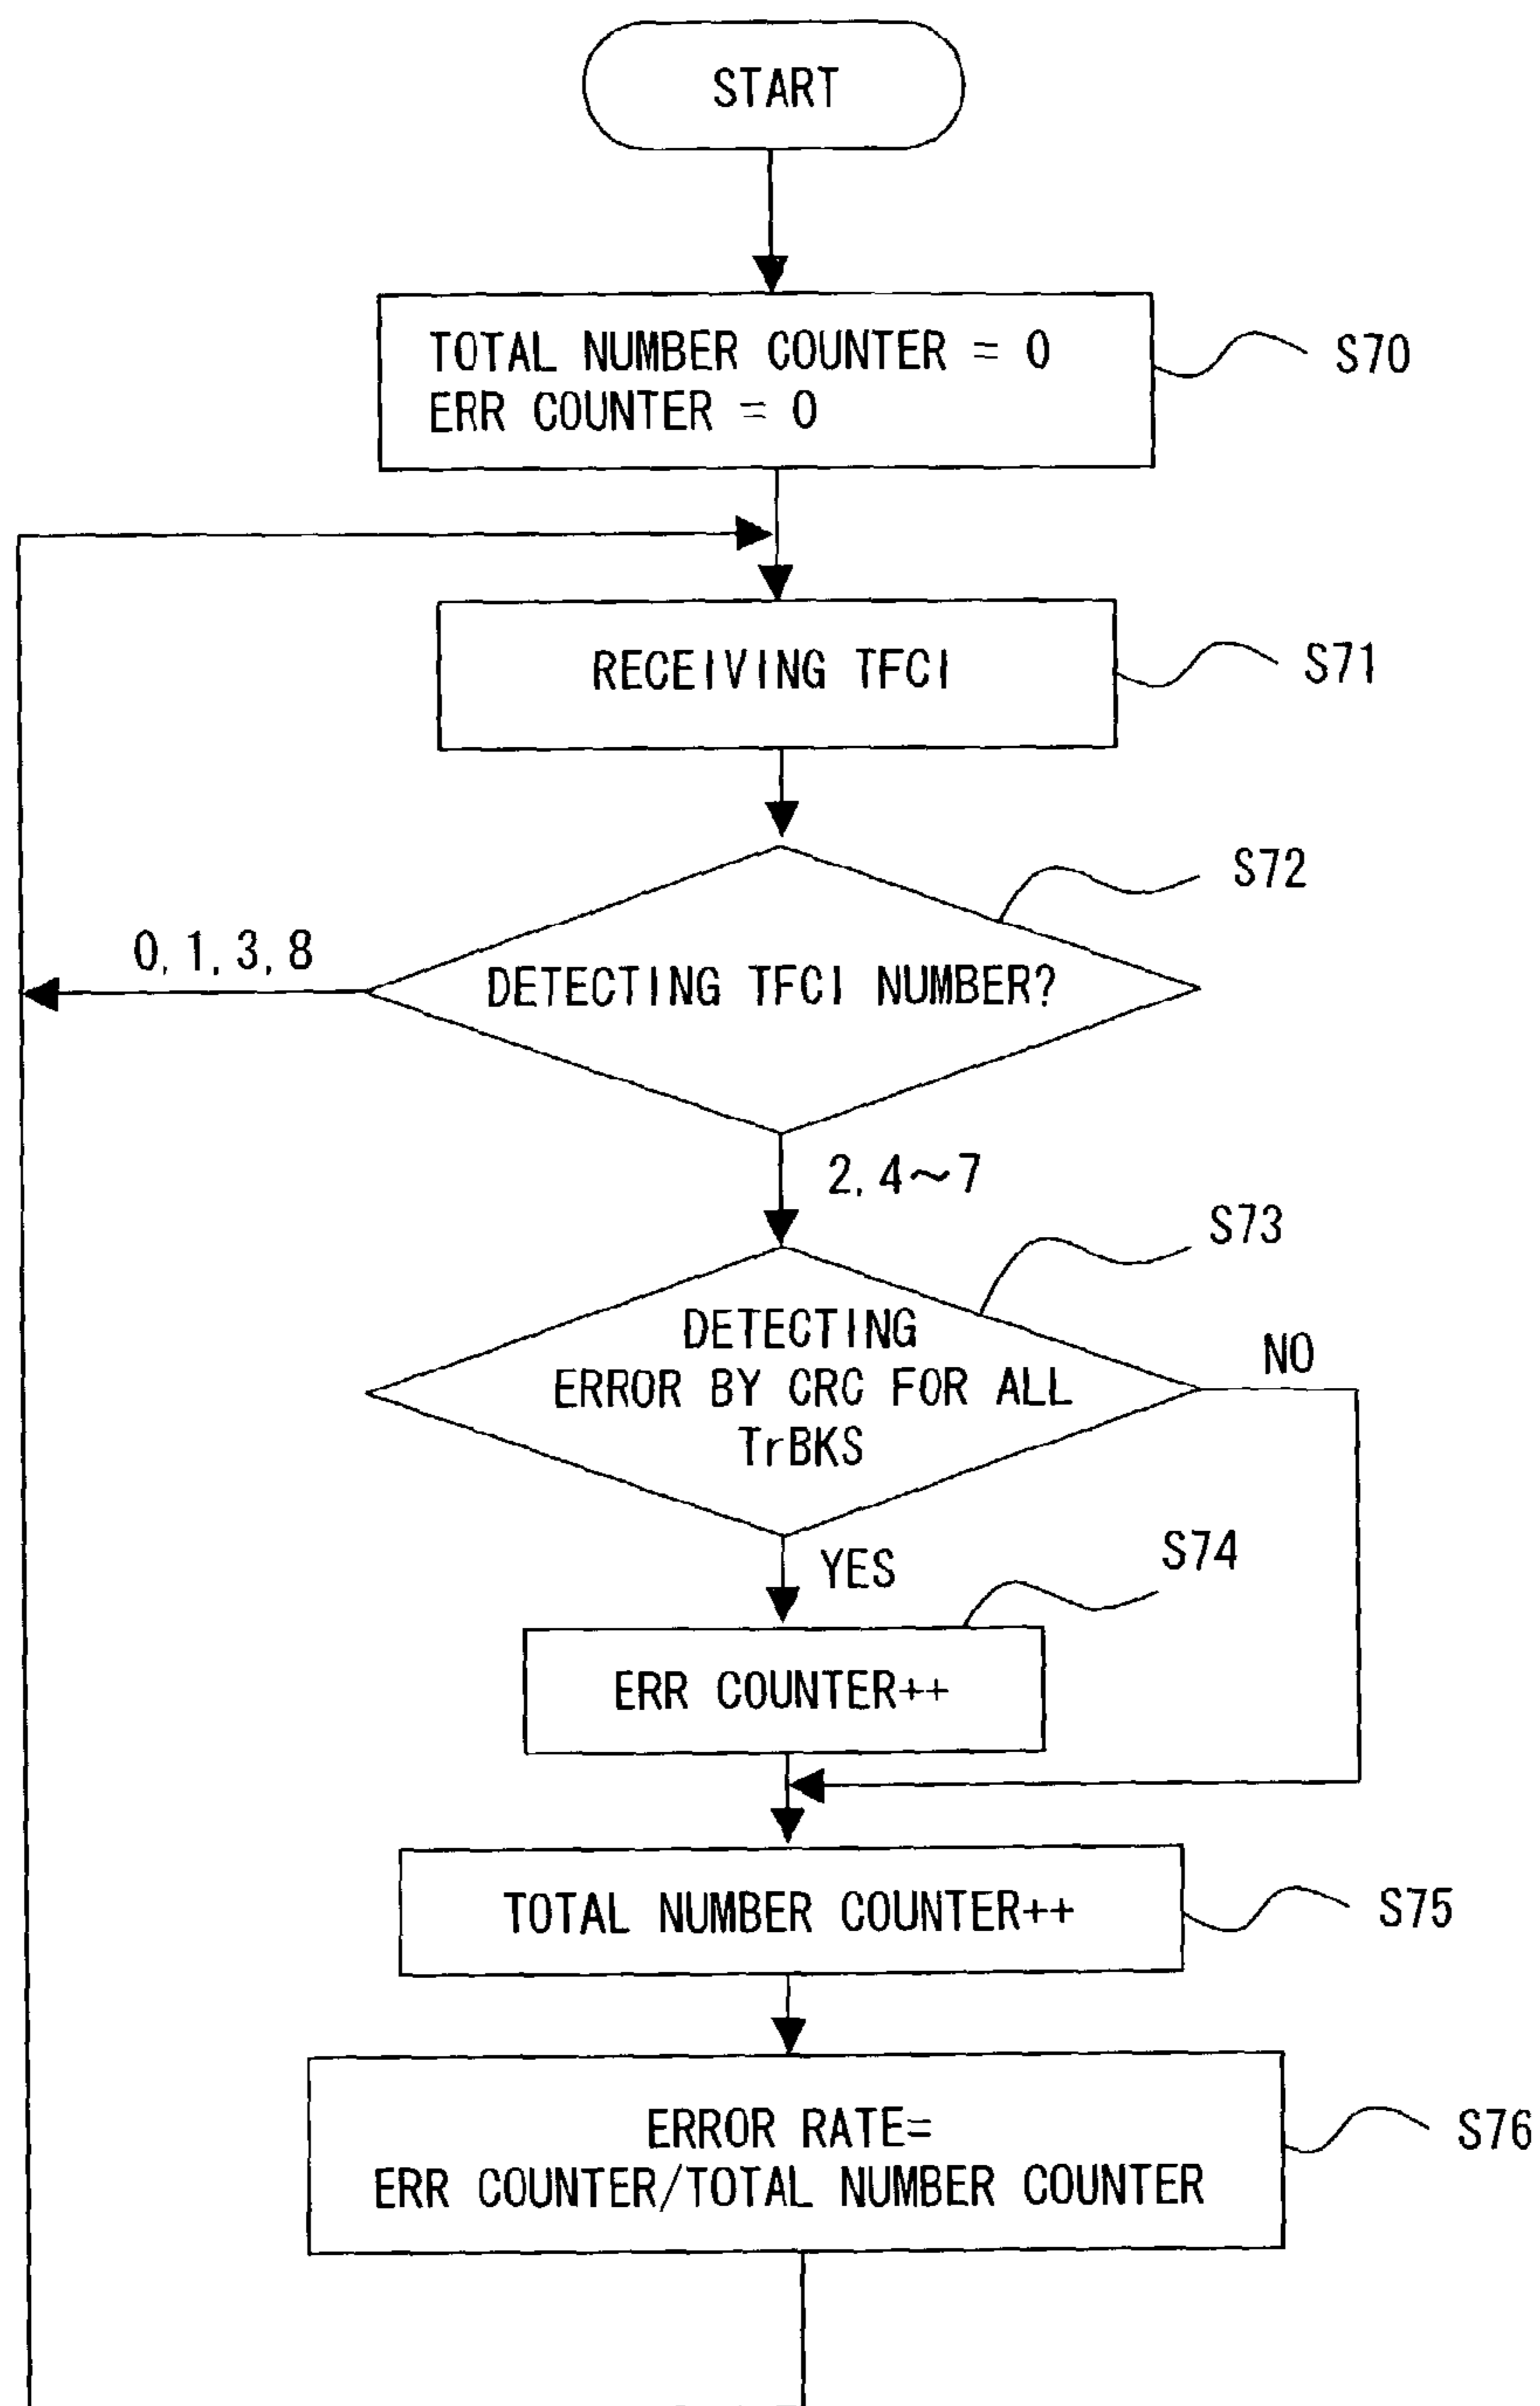 START
TOTAL NUMBER COUNTER = 0
ERR COUNTER = 0
S70
RECEIVING TFCI
S71
S72
0, 1, 3, 8
DETECTING TFCI NUMBER?
2, 4~7
S73
DETECTING
ERROR BY CRC FOR ALL
TrBKS
NO
YES
S74
ERR COUNTER++
TOTAL NUMBER COUNTER++
S75
ERROR RATE=
ERR COUNTER/TOTAL NUMBER COUNTER
S76